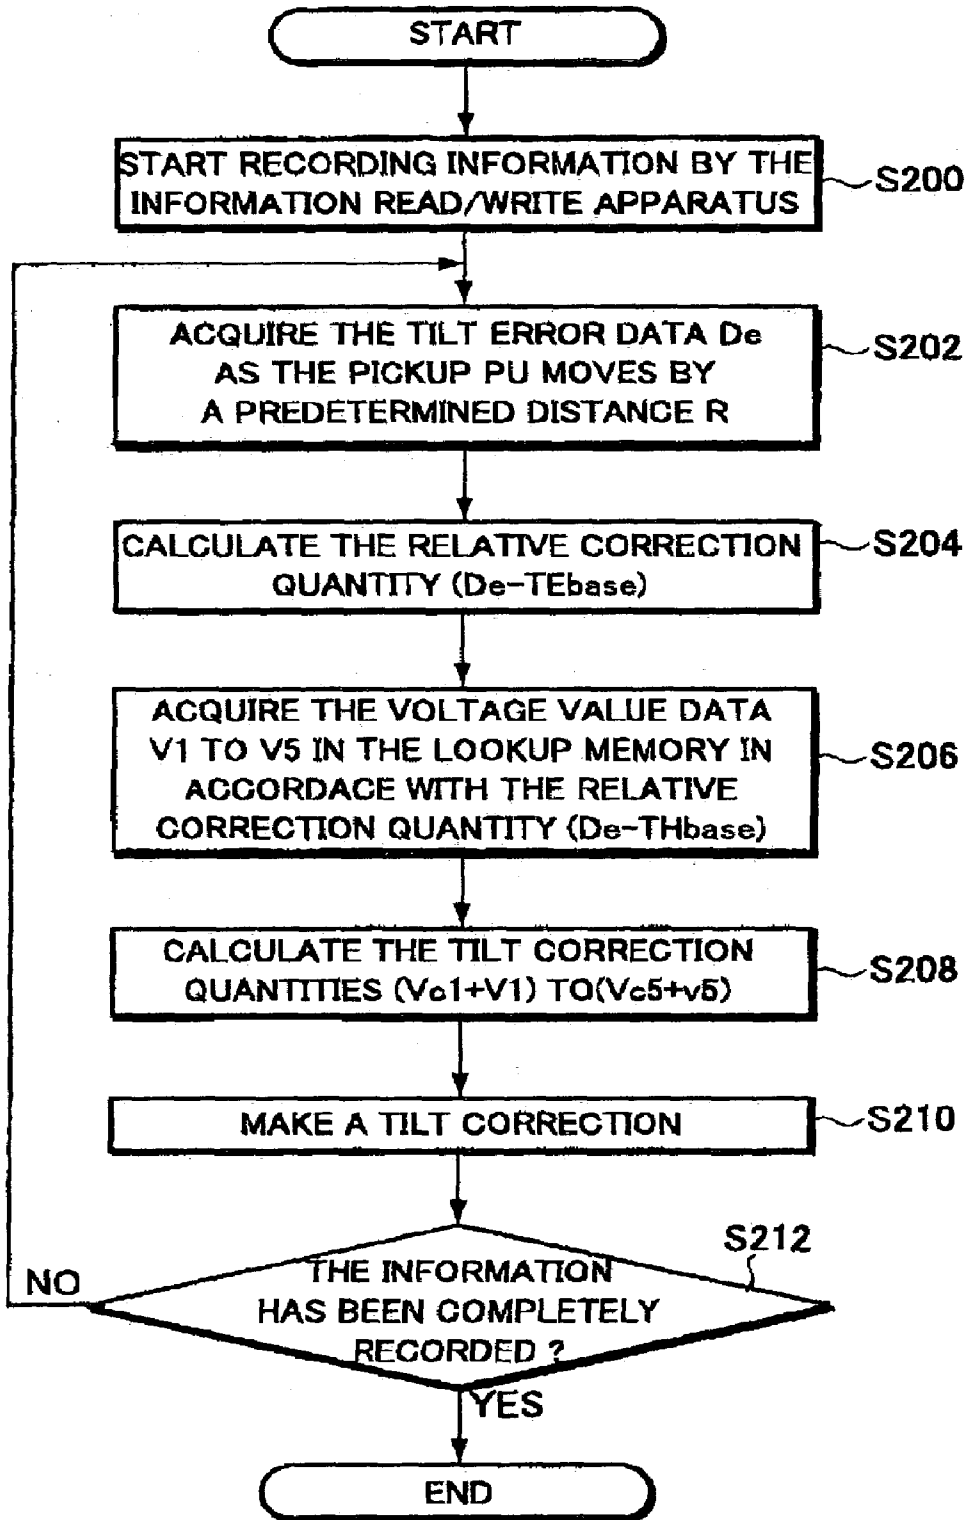 START
START RECORDING INFORMATION BY THE
INFORMATION READ/WRITE APPARATUS
S200
ACQUIRE THE TILT ERROR DATA De
AS THE PICKUP PU MOVES BY
A PREDETERMINED DISTANCE R
S202
CALCULATE THE RELATIVE CORRECTION
QUANTITY (De-TEbase)
S204
ACQUIRE THE VOLTAGE VALUE DATA
V1 TO V5 IN THE LOOKUP MEMORY IN
ACCORDACE WITH THE RELATIVE
CORRECTION QUANTITY (De-THbase)
S206
CALCULATE THE TILT CORRECTION
QUANTITIES (Vc1+V1) TO(Vc5+v5)
S208
MAKE A TILT CORRECTION
S210
S212
THE INFORMATION
HAS BEEN COMPLETELY
RECORDED ?
NO
YES
END